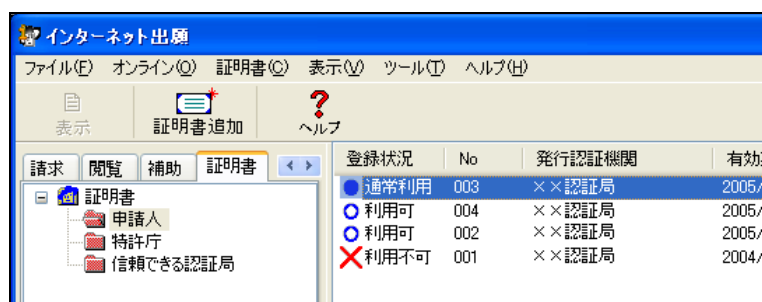 インターネット出願
ファイル(F) オンライン(O) 証明書(C) 表示(V) ツール(T) ヘルプ(H)
表示 証明書追加 ヘルプ
請求 閲覧 補助 証明書
証明書
申請人
特許庁
信頼できる認証局
登録状況 No 発行認証機関 有効
通常利用 003 ××認証局 2005/
利用可 004 ××認証局 2005/
利用可 002 ××認証局 2005/
利用不可 001 ××認証局 2004/